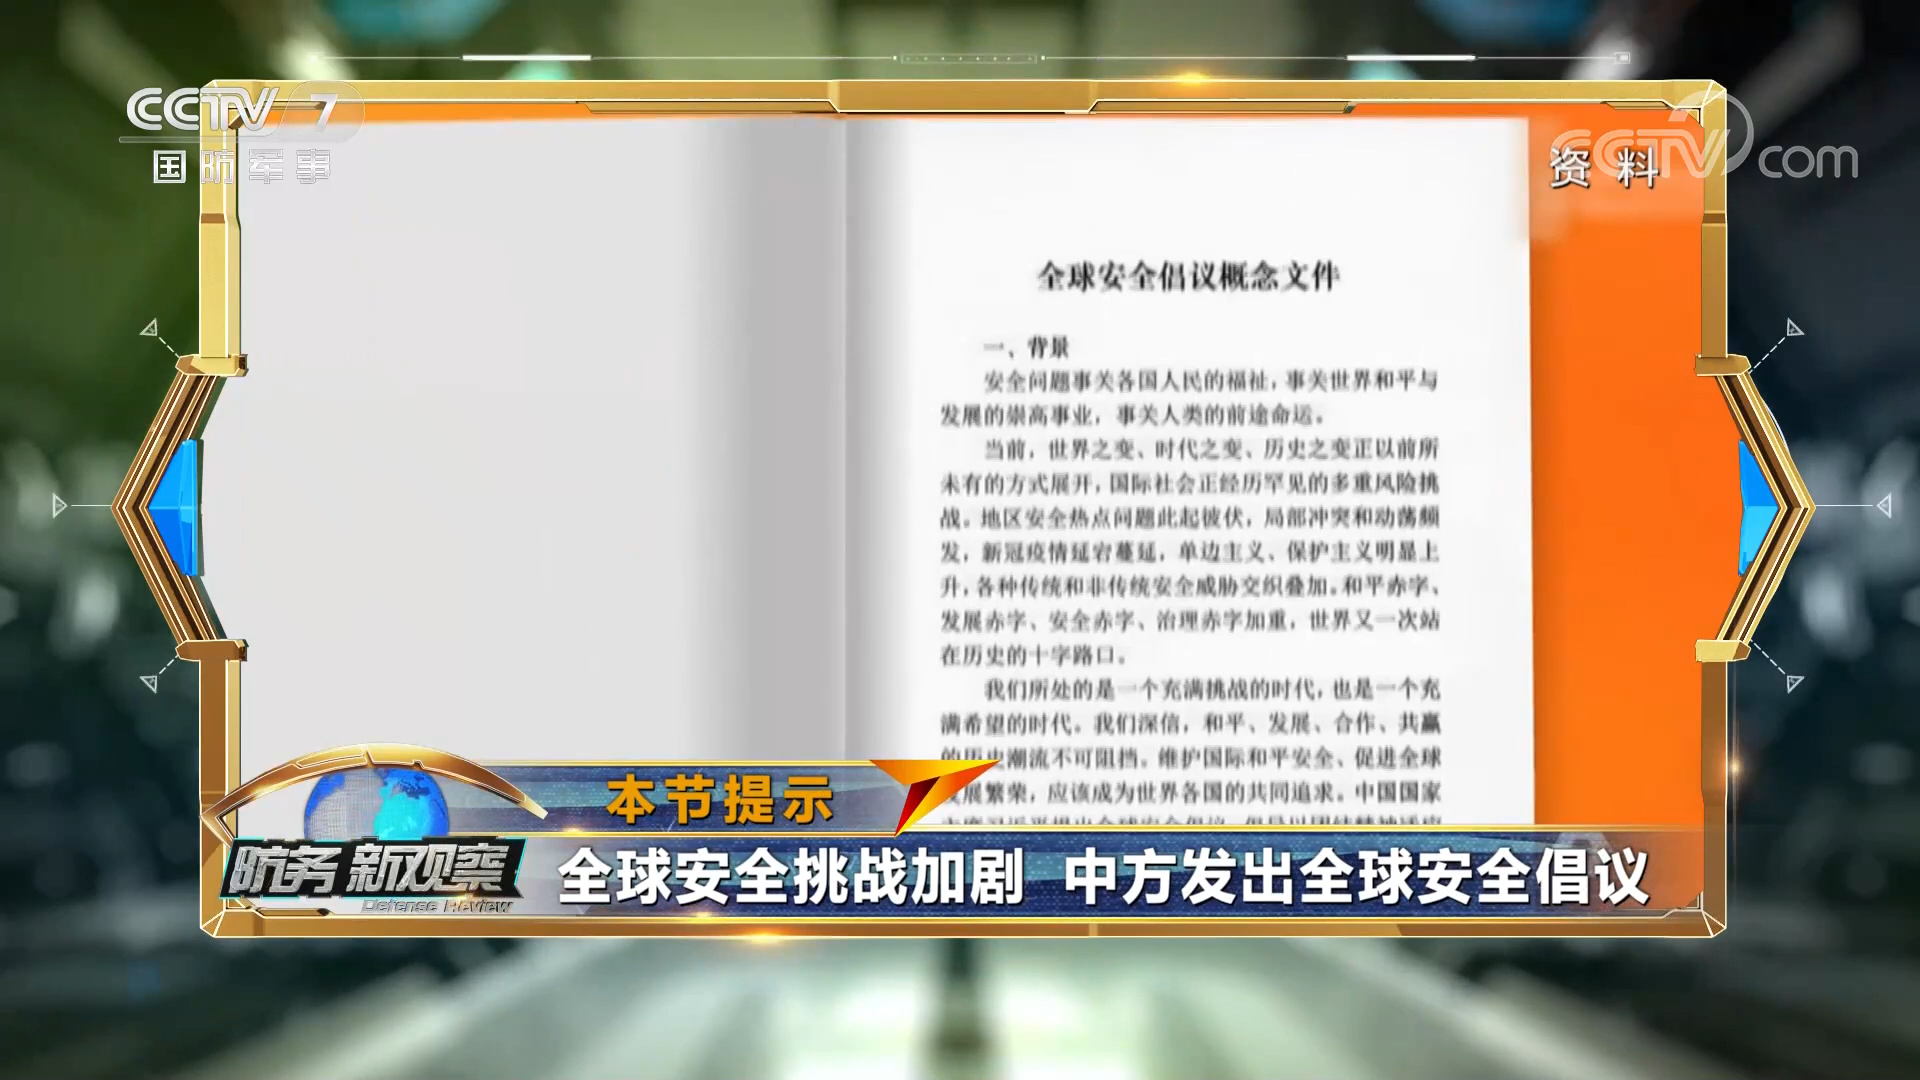 CCTV 7
国防军事
资料
CCTV com
全球安全倡议概念文件
一、背景
安全问题事关各国人民的福祉，事关世界和平与
发展的崇高事业，事关人类的前途命运。
当前，世界之变、时代之变、历史之变正以前所
未有的方式展开，国际社会正经历罕见的多重风险挑
战。地区安全热点问题此起彼伏，局部冲突和动荡频
发，新冠疫情延宕蔓延，单边主义、保护主义明显上
升，各种传统和非传统安全威胁交织叠加。和平赤字、
发展赤字、安全赤字、治理赤字加重，世界又一次站
在历史的十字路口。
我们所处的是一个充满挑战的时代，也是一个充
满希望的时代。我们深信，和平、发展、合作、共赢
的历史潮流不可阻挡。维护国际和平安全、促进全球
发展繁荣，应该成为世界各国的共同追求。中国国家
本节提示
防务新观察
Defense Review
全球安全挑战加剧 中方发出全球安全倡议